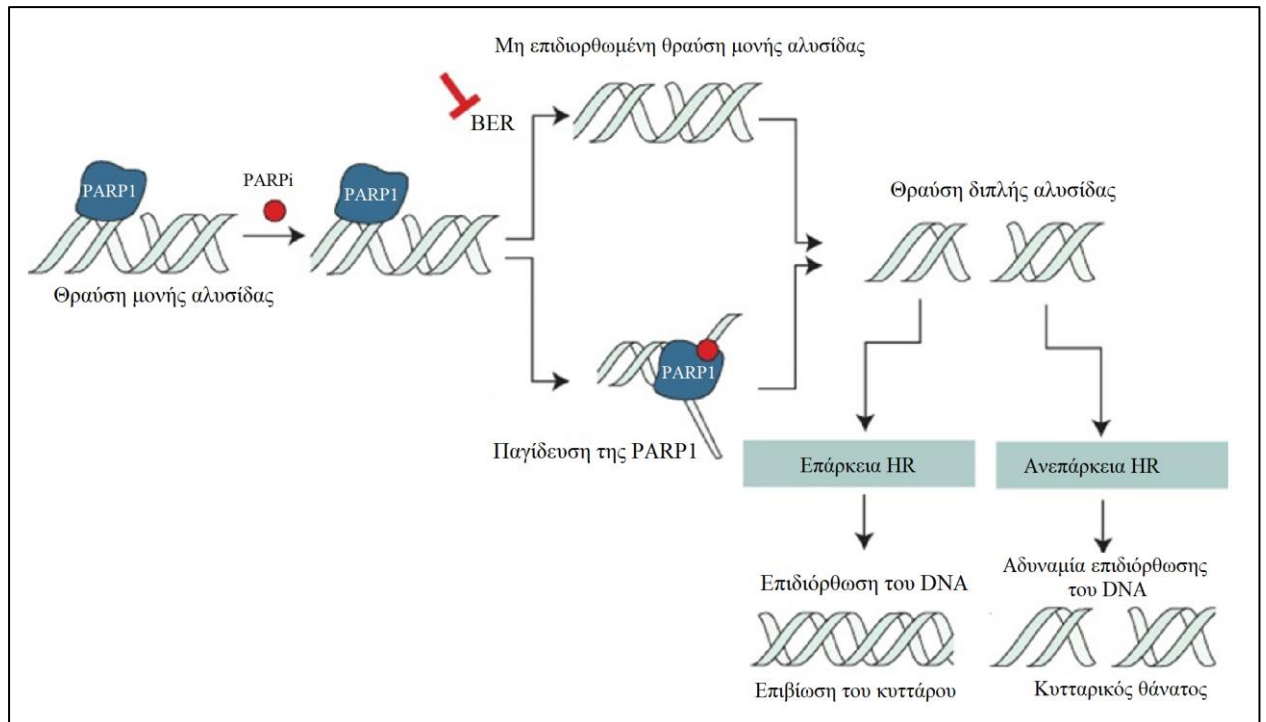 Μη επιδιορθωμένη θραύση μονής αλυσίδας
BER
PARP1
PARPi
PARP1
Θραύση μονής αλυσίδας
Θραύση διπλής αλυσίδας
PARP1
Παγίδευση της PARP1
Επάρκεια HR
Ανεπάρκεια HR
Επιδιόρθωση του DNA
Αδυναμία επιδιόρθωσης
του DNA
Επιβίωση του κυττάρου
Κυτταρικός θάνατος